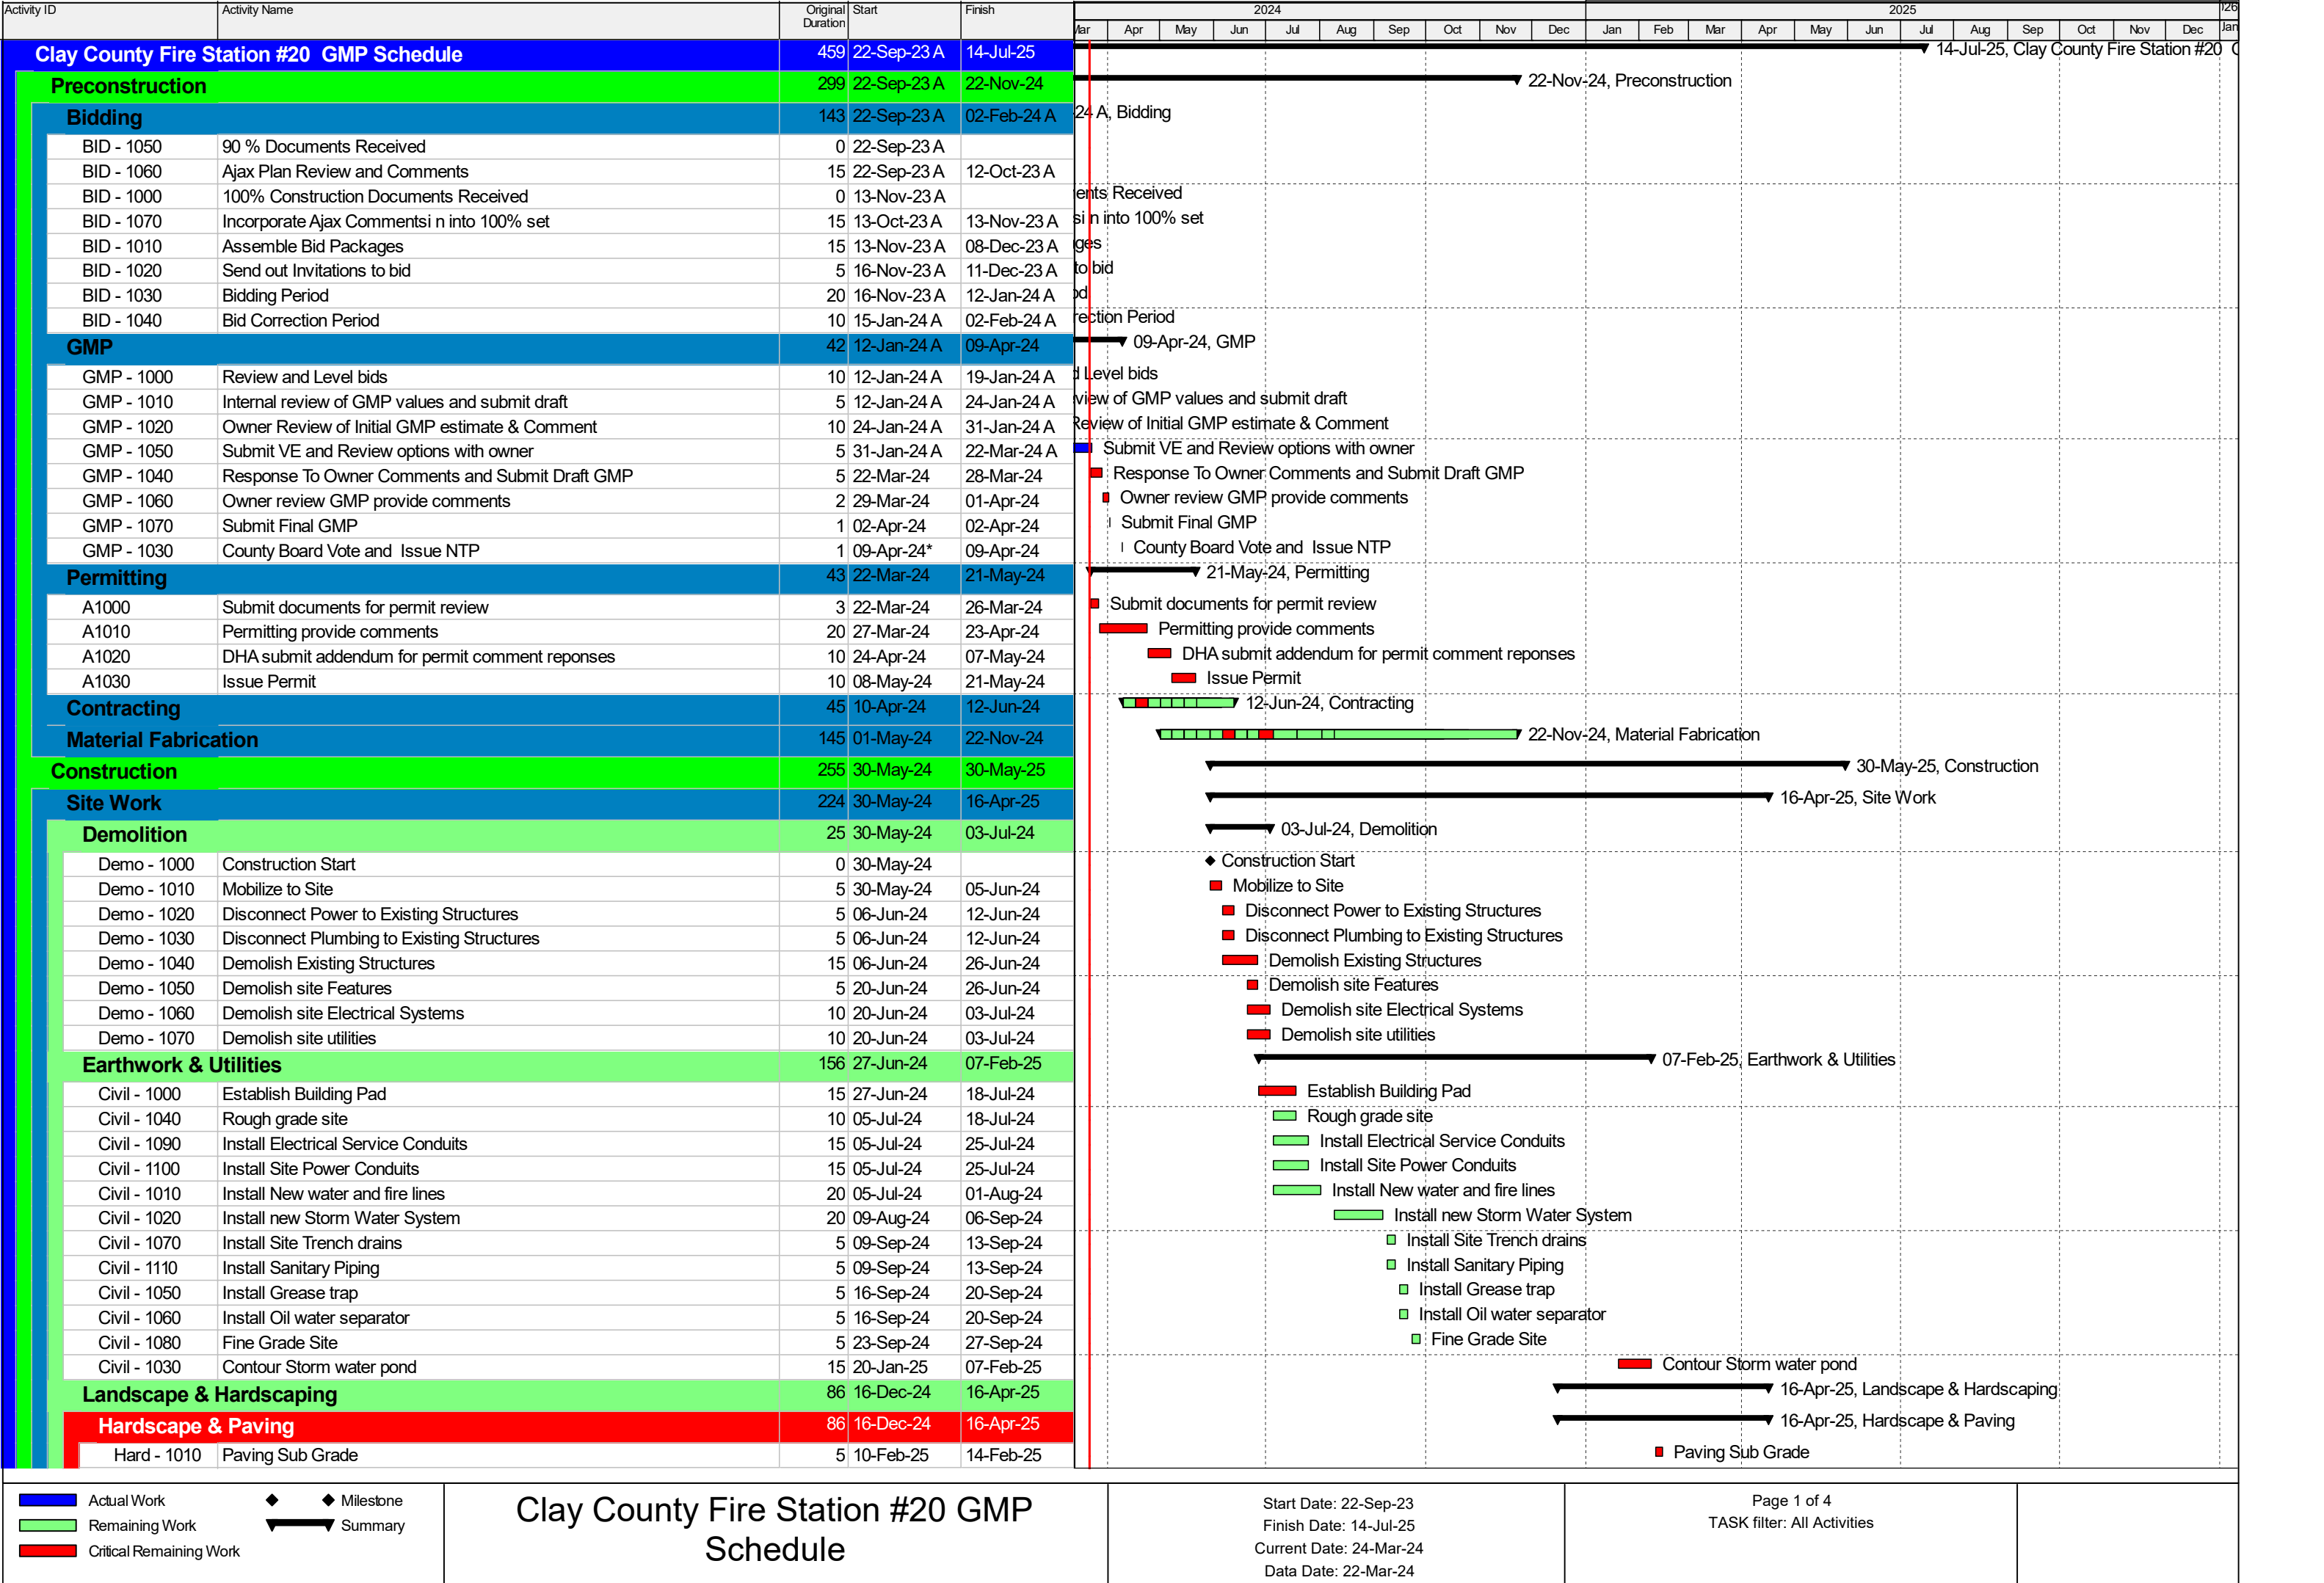 Activity ID Activity Name Original Duration Start Finish 2024 2025 026
Mar Apr May Jun Jul Aug Sep Oct Nov Dec Jan Feb Mar Apr May Jun Jul Aug Sep Oct Nov Dec Jan
Clay County Fire Station #20 GMP Schedule 459 22-Sep-23 A 14-Jul-25 14-Jul-25, Clay County Fire Station #20 G
Preconstruction 299 22-Sep-23 A 22-Nov-24 22-Nov-24, Preconstruction
Bidding 143 22-Sep-23 A 02-Feb-24 A 24 A, Bidding
BID - 1050 90 % Documents Received 0 22-Sep-23 A
BID - 1060 Ajax Plan Review and Comments 15 22-Sep-23 A 12-Oct-23 A
BID - 1000 100% Construction Documents Received 0 13-Nov-23 A ents Received
BID - 1070 Incorporate Ajax Commentsi n into 100% set 15 13-Oct-23 A 13-Nov-23 A si n into 100% set
BID - 1010 Assemble Bid Packages 15 13-Nov-23 A 08-Dec-23 A ges
BID - 1020 Send out Invitations to bid 5 16-Nov-23 A 11-Dec-23 A to bid
BID - 1030 Bidding Period 20 16-Nov-23 A 12-Jan-24 A od
BID - 1040 Bid Correction Period 10 15-Jan-24 A 02-Feb-24 A rection Period
GMP 42 12-Jan-24 A 09-Apr-24 09-Apr-24, GMP
GMP - 1000 Review and Level bids 10 12-Jan-24 A 19-Jan-24 A d Level bids
GMP - 1010 Internal review of GMP values and submit draft 5 12-Jan-24 A 24-Jan-24 A view of GMP values and submit draft
GMP - 1020 Owner Review of Initial GMP estimate & Comment 10 24-Jan-24 A 31-Jan-24 A Review of Initial GMP estimate & Comment
GMP - 1050 Submit VE and Review options with owner 5 31-Jan-24 A 22-Mar-24 A Submit VE and Review options with owner
GMP - 1040 Response To Owner Comments and Submit Draft GMP 5 22-Mar-24 28-Mar-24 Response To Owner Comments and Submit Draft GMP
GMP - 1060 Owner review GMP provide comments 2 29-Mar-24 01-Apr-24 Owner review GMP provide comments
GMP - 1070 Submit Final GMP 1 02-Apr-24 02-Apr-24 Submit Final GMP
GMP - 1030 County Board Vote and Issue NTP 1 09-Apr-24* 09-Apr-24 County Board Vote and Issue NTP
Permitting 43 22-Mar-24 21-May-24 21-May-24, Permitting
A1000 Submit documents for permit review 3 22-Mar-24 26-Mar-24 Submit documents for permit review
A1010 Permitting provide comments 20 27-Mar-24 23-Apr-24 Permitting provide comments
A1020 DHA submit addendum for permit comment reponses 10 24-Apr-24 07-May-24 DHA submit addendum for permit comment reponses
A1030 Issue Permit 10 08-May-24 21-May-24 Issue Permit
Contracting 45 10-Apr-24 12-Jun-24 12-Jun-24, Contracting
Material Fabrication 145 01-May-24 22-Nov-24 22-Nov-24, Material Fabrication
Construction 255 30-May-24 30-May-25 30-May-25, Construction
Site Work 224 30-May-24 16-Apr-25 16-Apr-25, Site Work
Demolition 25 30-May-24 03-Jul-24 03-Jul-24, Demolition
Demo - 1000 Construction Start 0 30-May-24 Construction Start
Demo - 1010 Mobilize to Site 5 30-May-24 05-Jun-24 Mobilize to Site
Demo - 1020 Disconnect Power to Existing Structures 5 06-Jun-24 12-Jun-24 Disconnect Power to Existing Structures
Demo - 1030 Disconnect Plumbing to Existing Structures 5 06-Jun-24 12-Jun-24 Disconnect Plumbing to Existing Structures
Demo - 1040 Demolish Existing Structures 15 06-Jun-24 26-Jun-24 Demolish Existing Structures
Demo - 1050 Demolish site Features 5 20-Jun-24 26-Jun-24 Demolish site Features
Demo - 1060 Demolish site Electrical Systems 10 20-Jun-24 03-Jul-24 Demolish site Electrical Systems
Demo - 1070 Demolish site utilities 10 20-Jun-24 03-Jul-24 Demolish site utilities
Earthwork & Utilities 156 27-Jun-24 07-Feb-25 07-Feb-25, Earthwork & Utilities
Civil - 1000 Establish Building Pad 15 27-Jun-24 18-Jul-24 Establish Building Pad
Civil - 1040 Rough grade site 10 05-Jul-24 18-Jul-24 Rough grade site
Civil - 1090 Install Electrical Service Conduits 15 05-Jul-24 25-Jul-24 Install Electrical Service Conduits
Civil - 1100 Install Site Power Conduits 15 05-Jul-24 25-Jul-24 Install Site Power Conduits
Civil - 1010 Install New water and fire lines 20 05-Jul-24 01-Aug-24 Install New water and fire lines
Civil - 1020 Install new Storm Water System 20 09-Aug-24 06-Sep-24 Install new Storm Water System
Civil - 1070 Install Site Trench drains 5 09-Sep-24 13-Sep-24 Install Site Trench drains
Civil - 1110 Install Sanitary Piping 5 09-Sep-24 13-Sep-24 Install Sanitary Piping
Civil - 1050 Install Grease trap 5 16-Sep-24 20-Sep-24 Install Grease trap
Civil - 1060 Install Oil water separator 5 16-Sep-24 20-Sep-24 Install Oil water separator
Civil - 1080 Fine Grade Site 5 23-Sep-24 27-Sep-24 Fine Grade Site
Civil - 1030 Contour Storm water pond 15 20-Jan-25 07-Feb-25 Contour Storm water pond
Landscape & Hardscaping 86 16-Dec-24 16-Apr-25 16-Apr-25, Landscape & Hardscaping
Hardscape & Paving 86 16-Dec-24 16-Apr-25 16-Apr-25, Hardscape & Paving
Hard - 1010 Paving Sub Grade 5 10-Feb-25 14-Feb-25 Paving Sub Grade
Actual Work Milestone
Remaining Work Summary
Critical Remaining Work
Clay County Fire Station #20 GMP
Schedule
Start Date: 22-Sep-23
Finish Date: 14-Jul-25
Current Date: 24-Mar-24
Data Date: 22-Mar-24
Page 1 of 4
TASK filter: All Activities